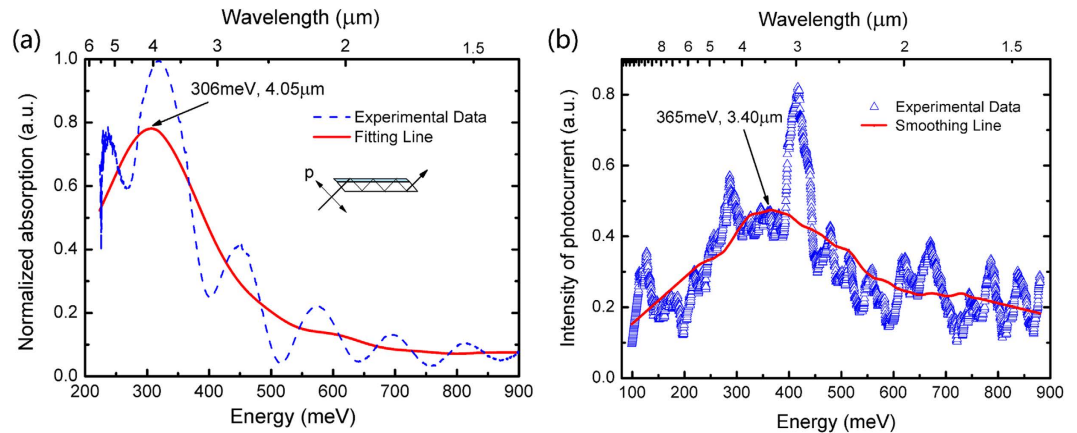 Wavelength (μm)
(a)
6 5 4 3 2 1.5
1.0
0.8
0.6
0.4
0.2
0.0
Normalized absorption (a.u.)
306meV, 4.05μm
Experimental Data
Fitting Line
p
200 300 400 500 600 700 800 900
Energy (meV)
Wavelength (μm)
(b)
8 6 5 4 3 2 1.5
0.8
0.6
0.4
0.2
0.0
Intensity of photocurrent (a.u.)
365meV, 3.40μm
Experimental Data
Smoothing Line
100 200 300 400 500 600 700 800 900
Energy (meV)